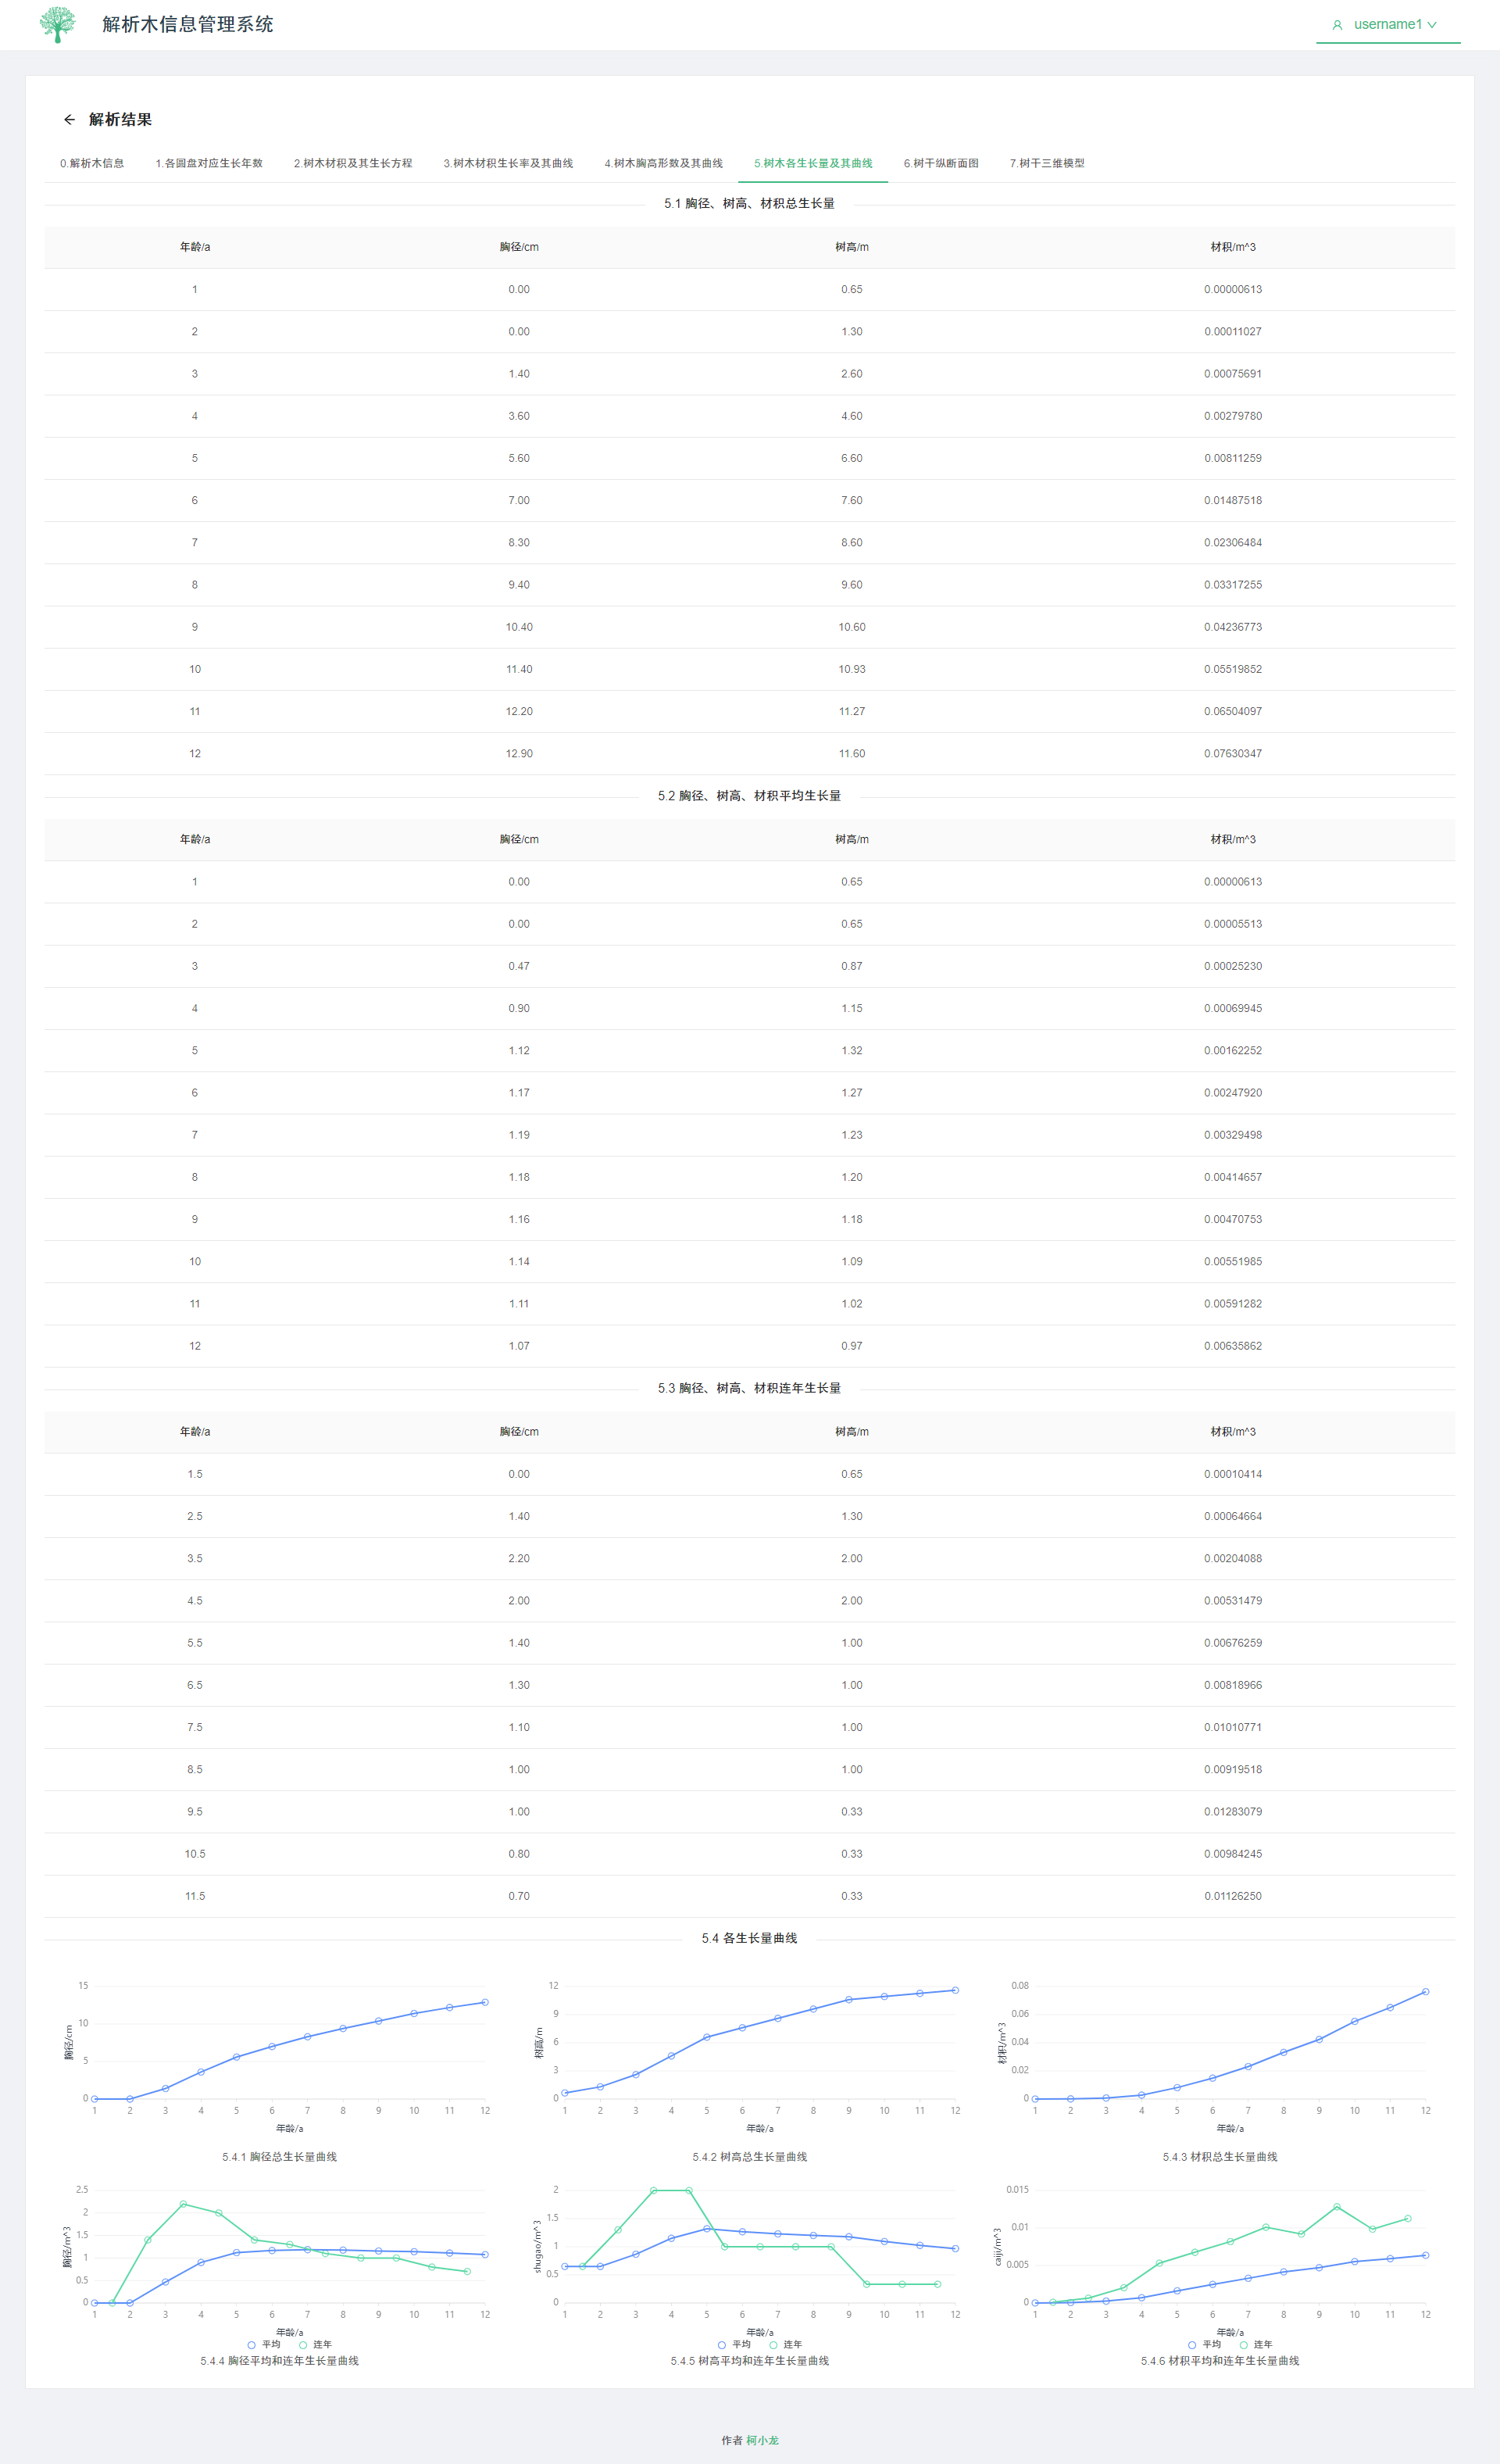 解析木信息管理系统
username1
解析结果
0.解析木信息 1.各圆盘对应生长年数 2.树木材积及其生长方程 3.树木材积生长率及其曲线 4.树木胸高形数及其曲线 5.树木各生长量及其曲线 6.树干纵断面图 7.树干三维模型
5.1 胸径、树高、材积总生长量
年龄/a 胸径/cm 树高/m 材积/m^3
1 0.00 0.65 0.00000613
2 0.00 1.30 0.00011027
3 1.40 2.60 0.00075691
4 3.60 4.60 0.00279780
5 5.60 6.60 0.00811259
6 7.00 7.60 0.01487518
7 8.30 8.60 0.02306484
8 9.40 9.60 0.03317255
9 10.40 10.60 0.04236773
10 11.40 10.93 0.05519852
11 12.20 11.27 0.06504097
12 12.90 11.60 0.07630347
5.2 胸径、树高、材积平均生长量
年龄/a 胸径/cm 树高/m 材积/m^3
1 0.00 0.65 0.00000613
2 0.00 0.65 0.00005513
3 0.47 0.87 0.00025230
4 0.90 1.15 0.00069945
5 1.12 1.32 0.00162252
6 1.17 1.27 0.00247920
7 1.19 1.23 0.00329498
8 1.18 1.20 0.00414657
9 1.16 1.18 0.00470753
10 1.14 1.09 0.00551985
11 1.11 1.02 0.00591282
12 1.07 0.97 0.00635862
5.3 胸径、树高、材积连年生长量
年龄/a 胸径/cm 树高/m 材积/m^3
1.5 0.00 0.65 0.00010414
2.5 1.40 1.30 0.00064664
3.5 2.20 2.00 0.00204088
4.5 2.00 2.00 0.00531479
5.5 1.40 1.00 0.00676259
6.5 1.30 1.00 0.00818966
7.5 1.10 1.00 0.01010771
8.5 1.00 1.00 0.00919518
9.5 1.00 0.33 0.01283079
10.5 0.80 0.33 0.00984245
11.5 0.70 0.33 0.01126250
5.4 各生长量曲线
胸径/cm
15
10
5
0
1 2 3 4 5 6 7 8 9 10 11 12
年龄/a
5.4.1 胸径总生长量曲线
树高/m
12
9
6
3
0
1 2 3 4 5 6 7 8 9 10 11 12
年龄/a
5.4.2 树高总生长量曲线
材积/m^3
0.08
0.06
0.04
0.02
0
1 2 3 4 5 6 7 8 9 10 11 12
年龄/a
5.4.3 材积总生长量曲线
胸径/m^3
2.5
2
1.5
1
0.5
0
1 2 3 4 5 6 7 8 9 10 11 12
年龄/a
平均 连年
5.4.4 胸径平均和连年生长量曲线
shugao/m^3
2
1.5
1
0.5
0
1 2 3 4 5 6 7 8 9 10 11 12
年龄/a
平均 连年
5.4.5 树高平均和连年生长量曲线
caiji/m^3
0.015
0.01
0.005
0
1 2 3 4 5 6 7 8 9 10 11 12
年龄/a
平均 连年
5.4.6 材积平均和连年生长量曲线
作者 柯小龙